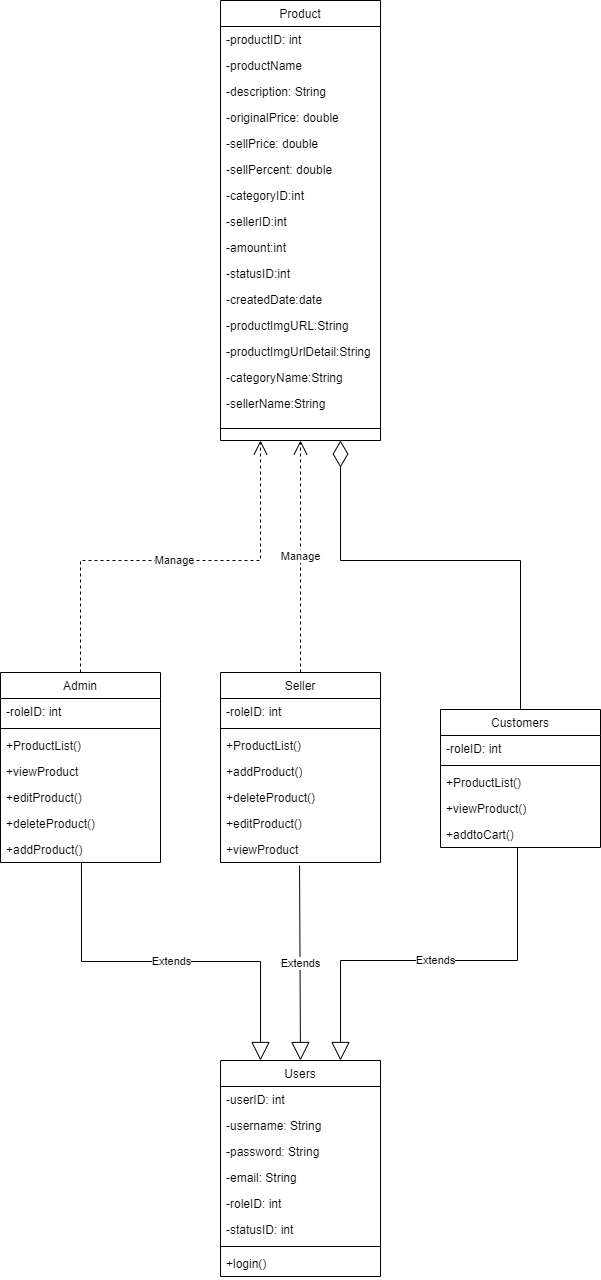 Product
-productID: int
-productName
-description: String
-originalPrice: double
-sellPrice: double
-sellPercent: double
-categoryID:int
-sellerID:int
-amount:int
-statusID:int
-createdDate:date
-productImgURL:String
-productImgUrlDetail:String
-categoryName:String
-sellerName:String
Manage
Manage
Admin
-roleID: int
+ProductList()
+viewProduct
+editProduct()
+deleteProduct()
+addProduct()
Seller
-roleID: int
+ProductList()
+addProduct()
+deleteProduct()
+editProduct()
+viewProduct
Customers
-roleID: int
+ProductList()
+viewProduct()
+addtoCart()
Extends
Extends
Extends
Users
-userID: int
-username: String
-password: String
-email: String
-roleID: int
-statusID: int
+login()